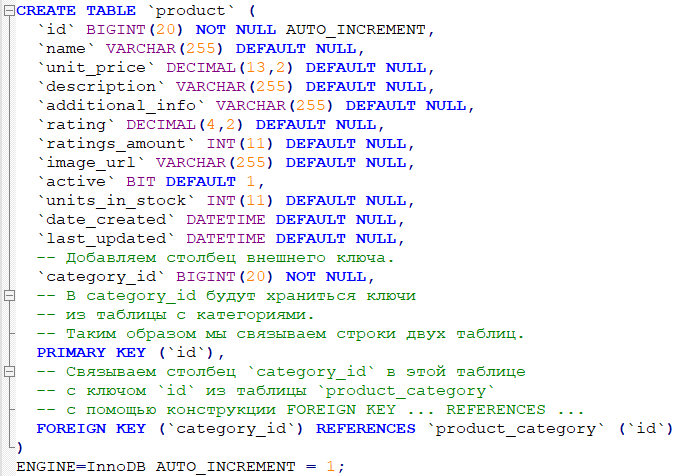 CREATE TABLE `product` (
`id` BIGINT(20) NOT NULL AUTO_INCREMENT,
`name` VARCHAR(255) DEFAULT NULL,
`unit_price` DECIMAL(13,2) DEFAULT NULL,
`description` VARCHAR(255) DEFAULT NULL,
`additional_info` VARCHAR(255) DEFAULT NULL,
`rating` DECIMAL(4,2) DEFAULT NULL,
`ratings_amount` INT(11) DEFAULT NULL,
`image_url` VARCHAR(255) DEFAULT NULL,
`active` BIT DEFAULT 1,
`units_in_stock` INT(11) DEFAULT NULL,
`date_created` DATETIME DEFAULT NULL,
`last_updated` DATETIME DEFAULT NULL,
-- Добавляем столбец внешнего ключа.
`category_id` BIGINT(20) NOT NULL,
-- В category_id будут храниться ключи
-- из таблицы с категориями.
-- Таким образом мы связываем строки двух таблиц.
PRIMARY KEY (`id`),
-- Связываем столбец `category_id` в этой таблице
-- с ключом `id` из таблицы `product_category`
-- с помощью конструкции FOREIGN KEY ... REFERENCES ...
FOREIGN KEY (`category_id`) REFERENCES `product_category` (`id`)
)
ENGINE=InnoDB AUTO_INCREMENT = 1;